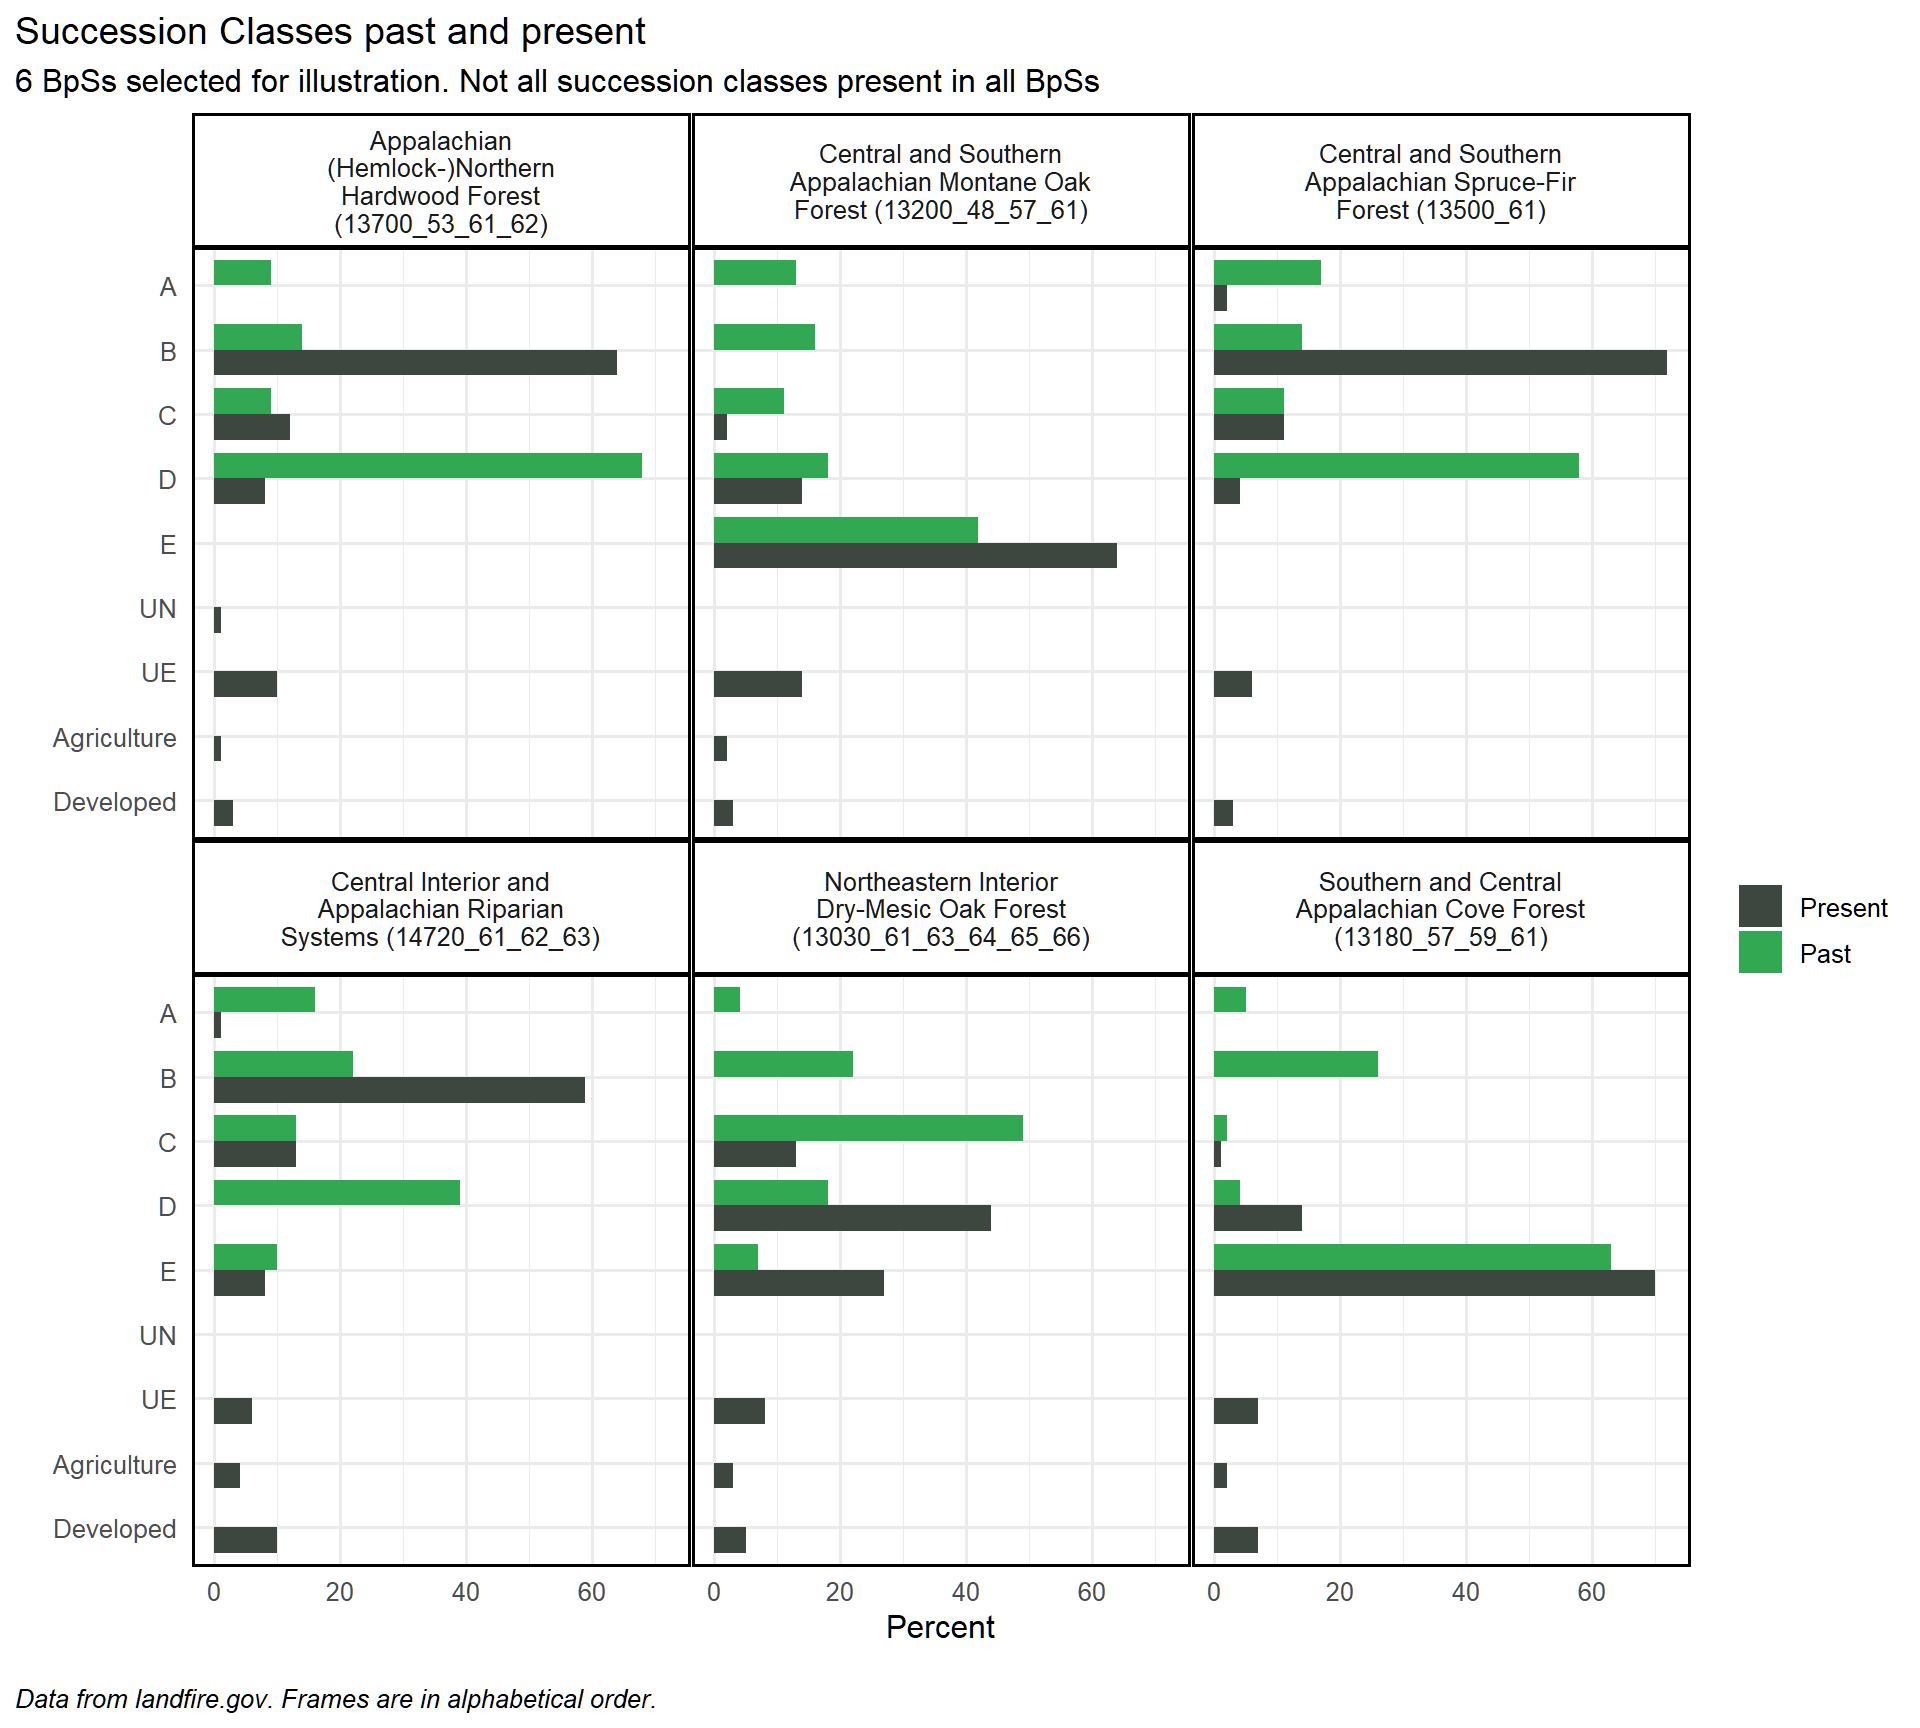 Succession Classes past and present
6 BpSs selected for illustration. Not all succession classes present in all BpSs
Appalachian
(Hemlock-)Northern
Hardwood Forest
(13700_53_61_62)
Central and Southern
Appalachian Montane Oak
Forest (13200_48_57_61)
Central and Southern
Appalachian Spruce-Fir
Forest (13500_61)
A
B
C
D
E
UN
UE
Agriculture
Developed
Central Interior and
Appalachian Riparian
Systems (14720_61_62_63)
Northeastern Interior
Dry-Mesic Oak Forest
(13030_61_63_64_65_66)
Southern and Central
Appalachian Cove Forest
(13180_57_59_61)
Present
Past
A
B
C
D
E
UN
UE
Agriculture
Developed
0 20 40 60 0 20 40 60 0 20 40 60
Percent
Data from landfire.gov. Frames are in alphabetical order.